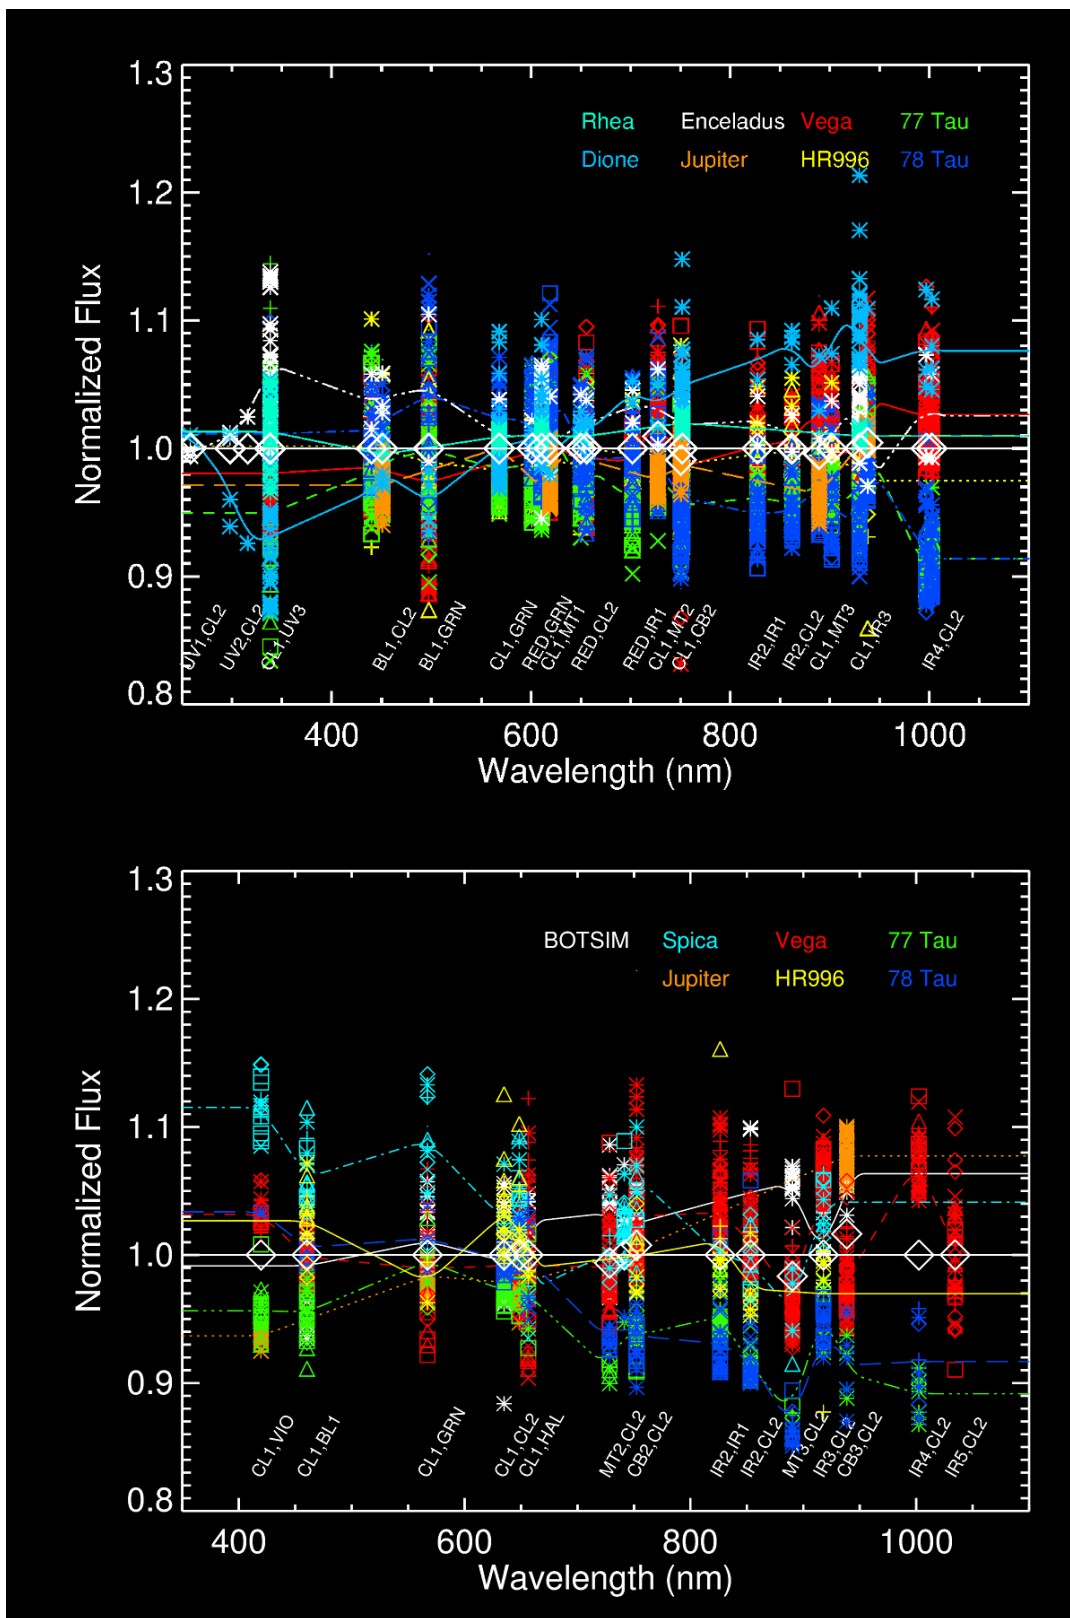 1.3
Rhea Enceladus Vega 77 Tau
Dione Jupiter HR996 78 Tau
1.2
1.1
1.0
0.9
0.8
Normalized Flux
UV1,CL2
UV2,CL2
CL1,UV3
BL1,CL2
BL1,GRN
CL1,GRN
RED,GRN
CL1,MT1
RED,CL2
RED,IR1
CL1,MT2
CL1,CB2
IR2,IR1
IR2,CL2
CL1,MT3
CL1,IR3
IR4,CL2
400 600 800 1000
Wavelength (nm)
1.3
BOTSIM Spica Vega 77 Tau
Jupiter HR996 78 Tau
1.2
1.1
1.0
0.9
0.8
Normalized Flux
CL1,VIO
CL1,BL1
CL1,GRN
CL1,CL2
CL1,HAL
MT2,CL2
CB2,CL2
IR2,IR1
IR2,CL2
MT3,CL2
IR3,CL2
CB3,CL2
IR4,CL2
IR5,CL2
400 600 800 1000
Wavelength (nm)